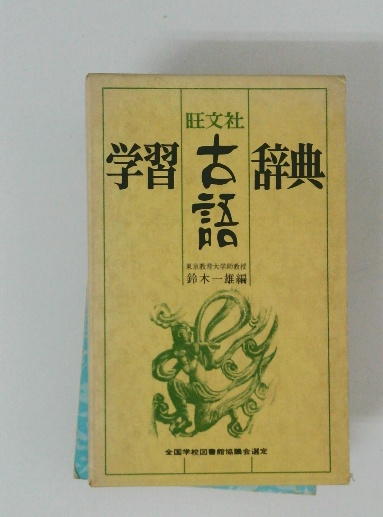 旺文社
学習古語辞典
東京教育大学助教授
鈴木一雄編
全国学校図書館協議会選定